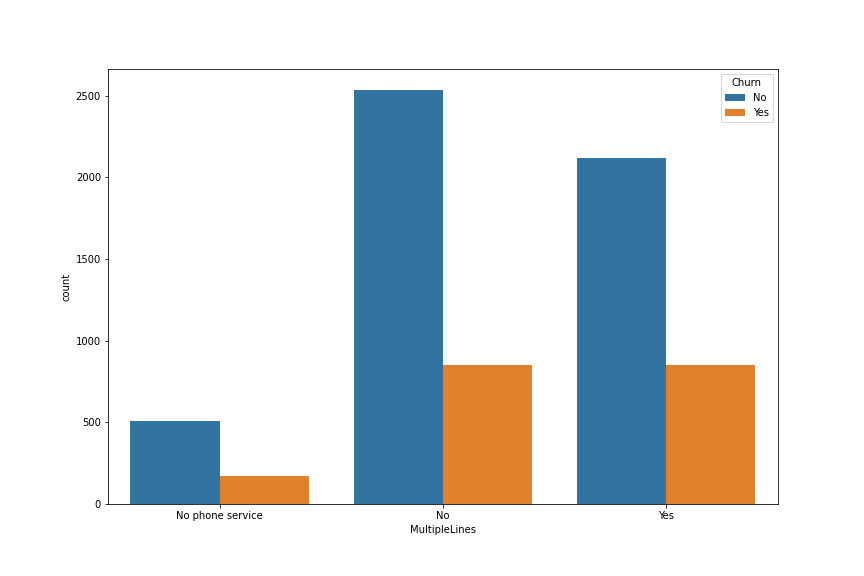 Churn
No
Yes
2500
2000
1500
1000
500
0
count
No phone service
No
Yes
MultipleLines